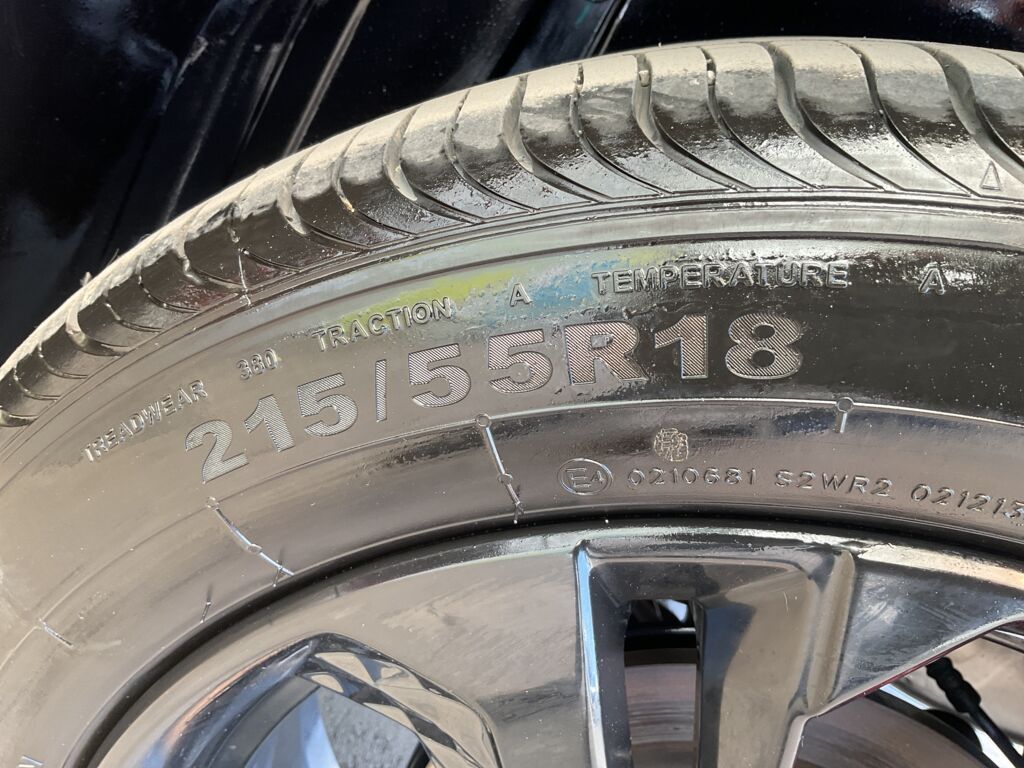 TREADWEAR 380 TRACTION A TEMPERATURE A
215/55R18
E4 0210681 S2WR2 021213